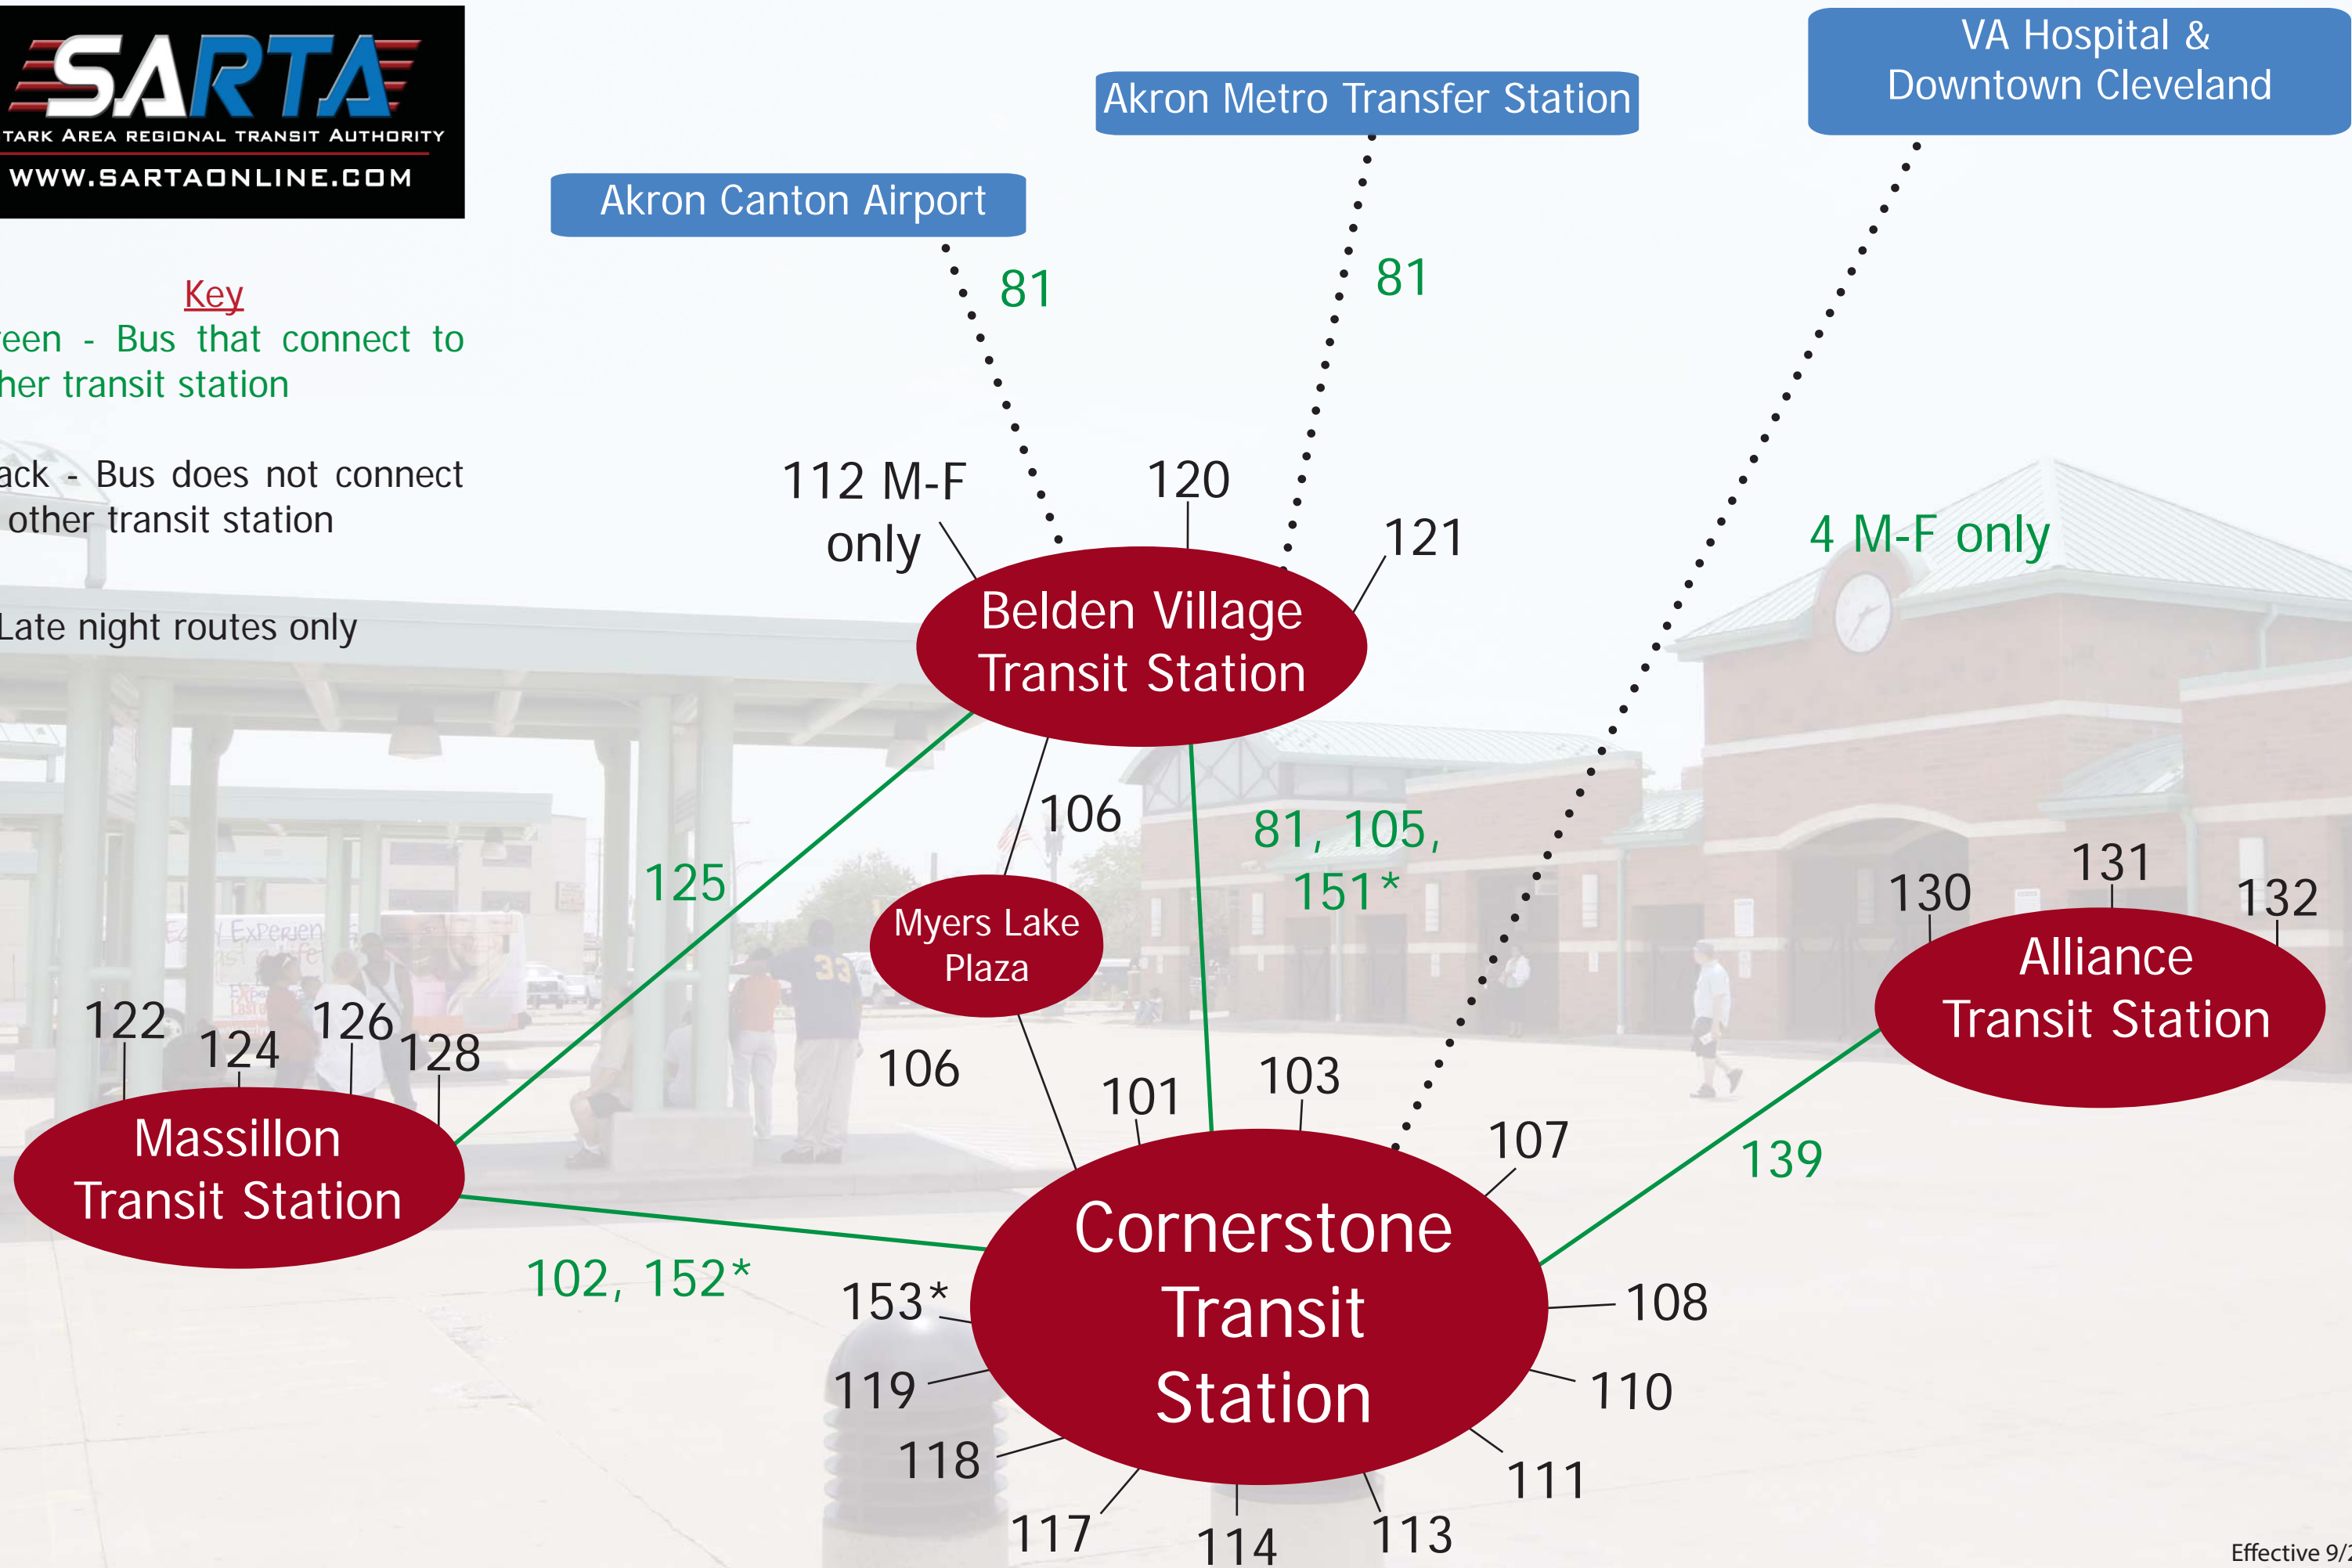 SARTA
TARK AREA REGIONAL TRANSIT AUTHORITY
WWW.SARTAONLINE.COM
Key
een - Bus that connect to
her transit station
ack - Bus does not connect
other transit station
Late night routes only
Akron Canton Airport
Akron Metro Transfer Station
VA Hospital &
Downtown Cleveland
81
81
4 M-F only
112 M-F
only
120
121
Belden Village
Transit Station
106
81, 105,
151*
125
Myers Lake
Plaza
106
130
131
132
Alliance
Transit Station
122
124
126
128
Massillon
Transit Station
102, 152*
139
101
103
107
108
110
111
113
114
117
118
119
153*
Cornerstone
Transit
Station
33
Effective 9/